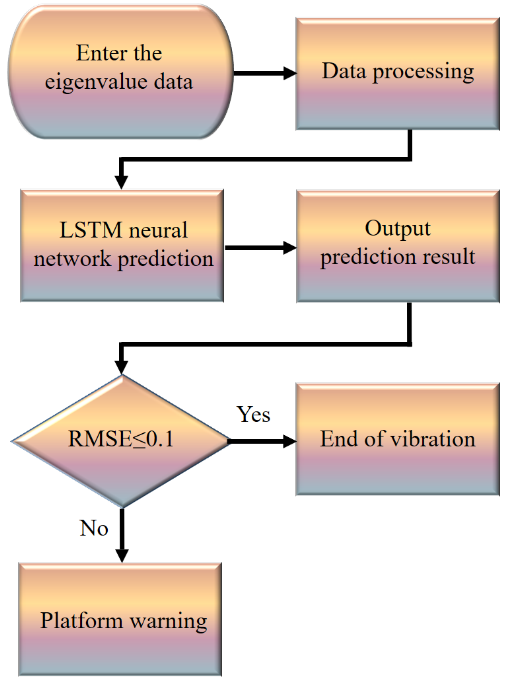 Enter the
eigenvalue data
Data processing
LSTM neural
network prediction
Output
prediction result
RMSE≤0.1
Yes
End of vibration
No
Platform warning